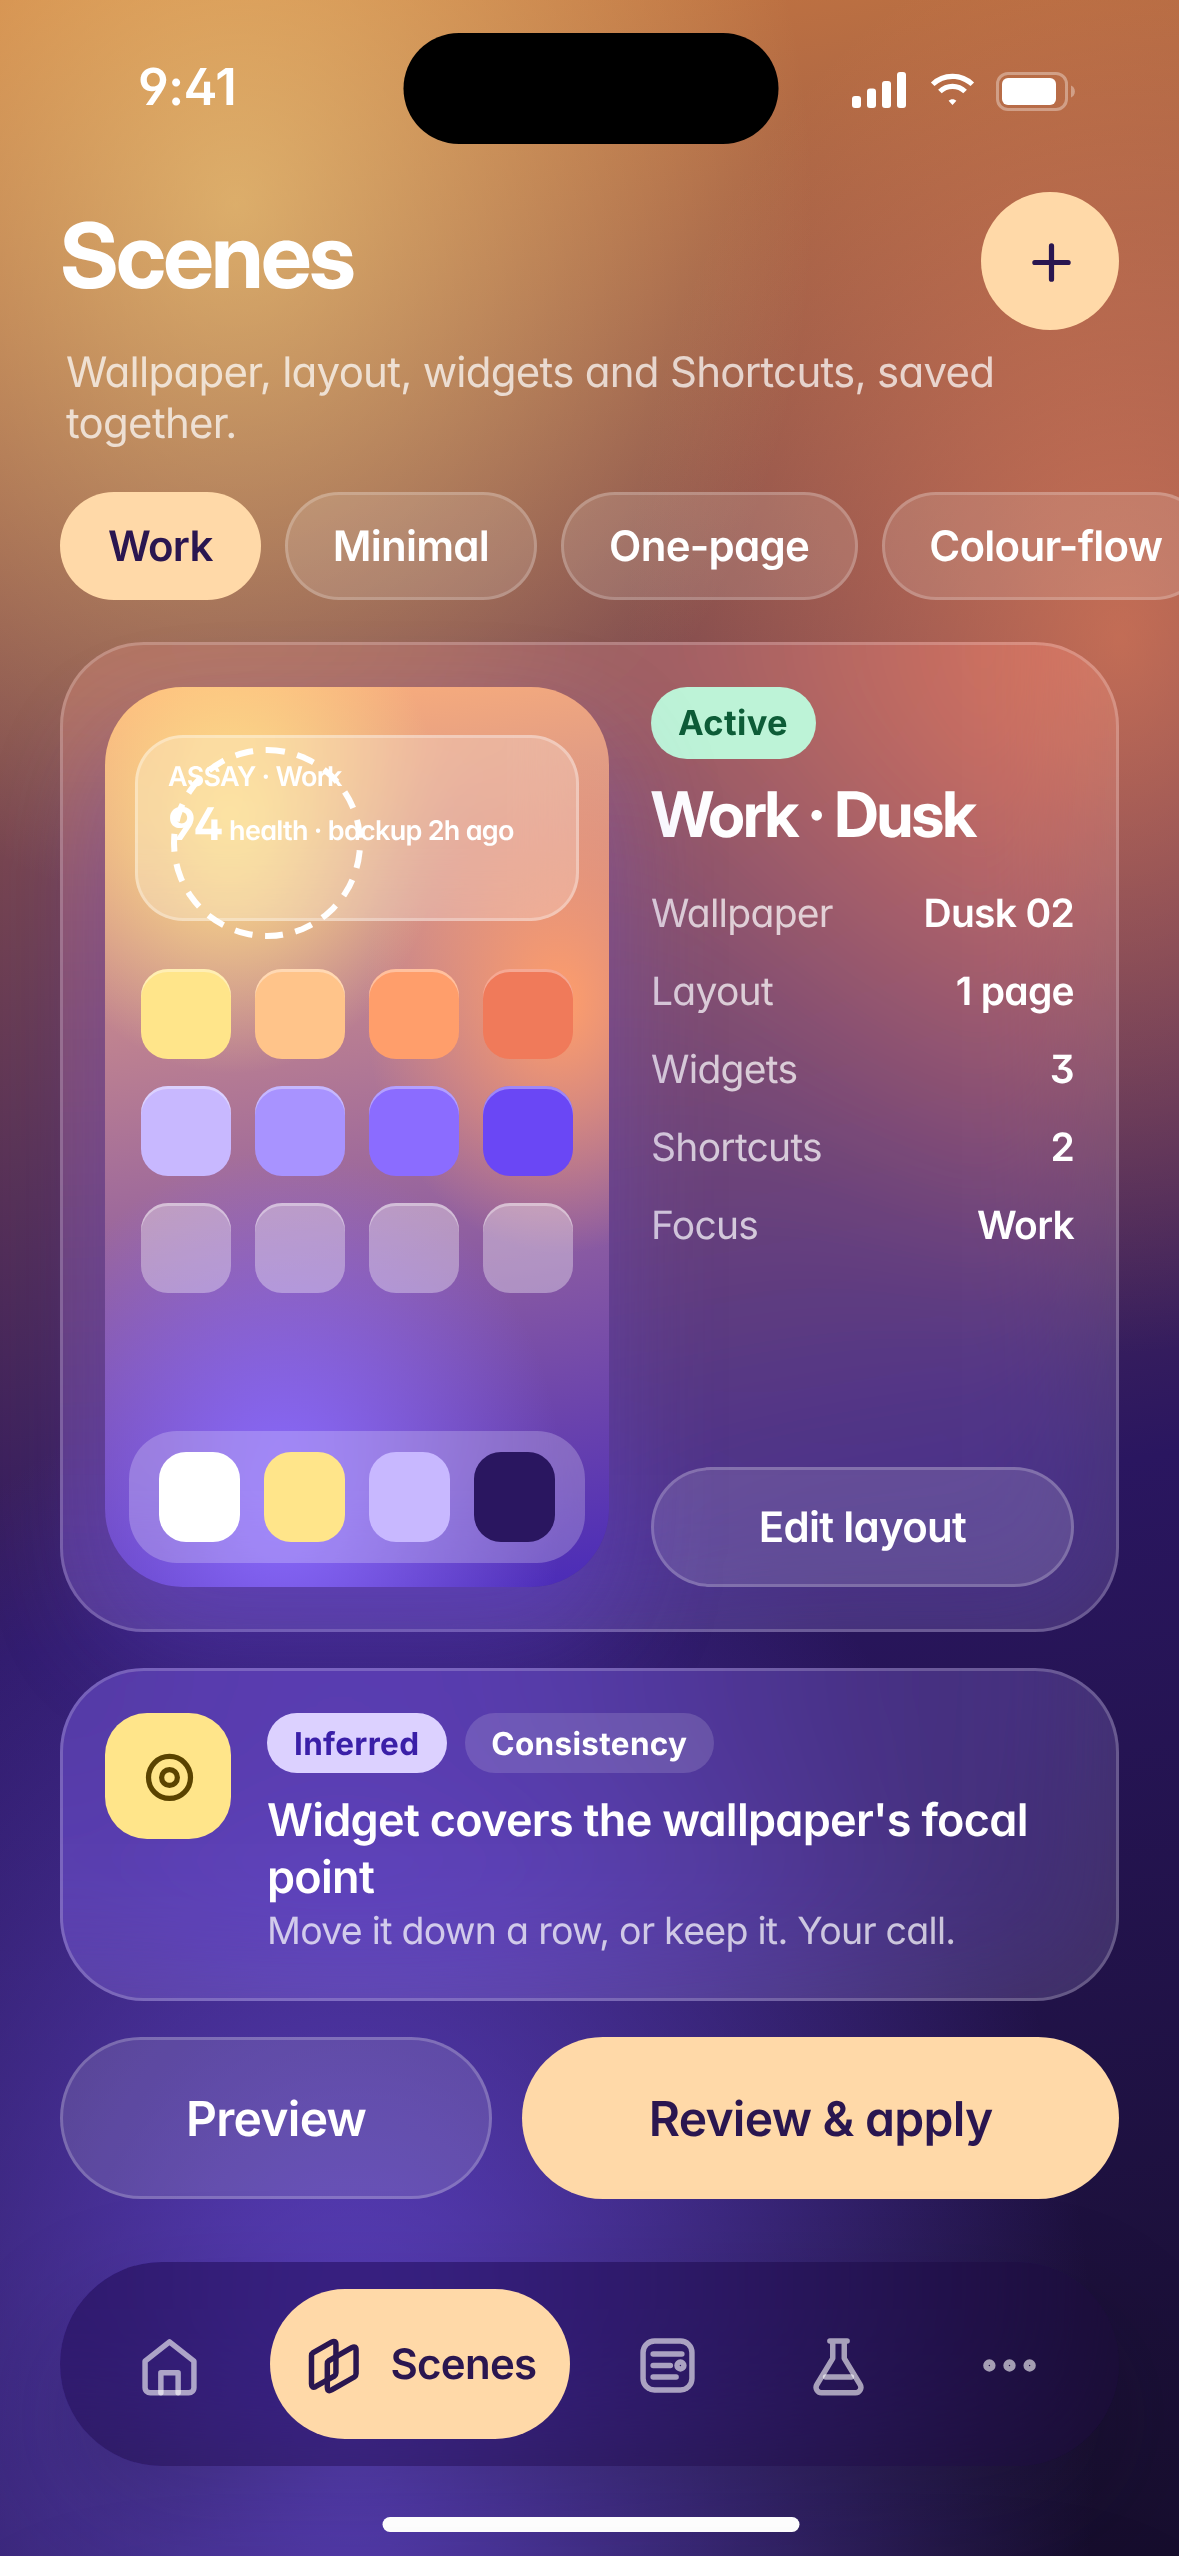 9:41
Scenes
Wallpaper, layout, widgets and Shortcuts, saved
together.
Work
Minimal
One-page
Colour-flow
ASSAY · Work
94 health · backup 2h ago
Active
Work · Dusk
Wallpaper Dusk 02
Layout 1 page
Widgets 3
Shortcuts 2
Focus Work
Edit layout
Inferred
Consistency
Widget covers the wallpaper's focal
point
Move it down a row, or keep it. Your call.
Preview
Review & apply
Scenes